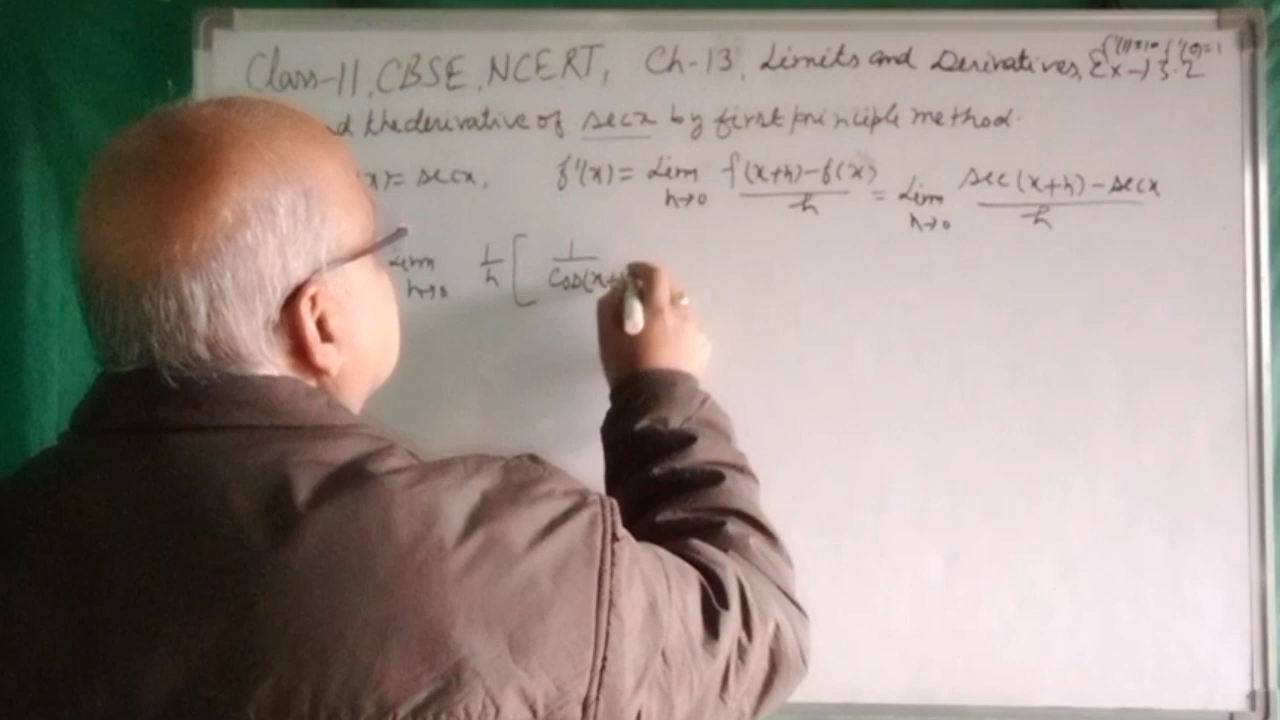 Class-11, CBSE, NCERT, Ch-13, Limits and Derivatives, Ex-13.2
d the derivative of secx by first principle method.
x) = secx, f'(x) = Lim h→0 f(x+h)-f(x) / h = Lim h→0 sec(x+h)-secx / h
Lim h→0 1/h [ 1/cos(x+